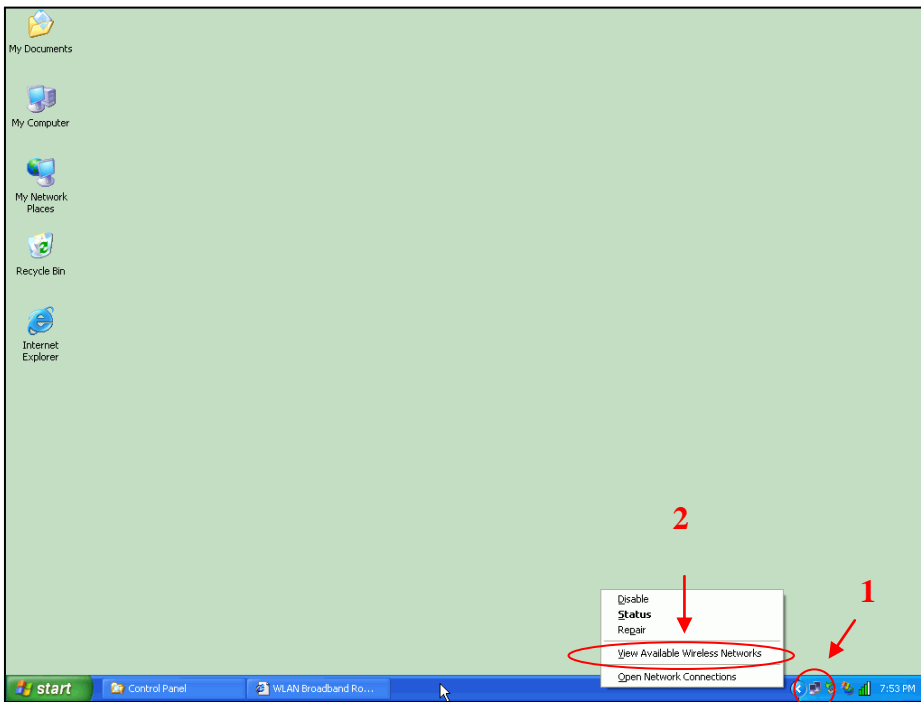 My Documents
My Computer
My Network
Places
Recycle Bin
Internet
Explorer
2
1
Disable
Status
Repair
View Available Wireless Networks
Open Network Connections
start
Control Panel
WLAN Broadband Ro...
7:53 PM